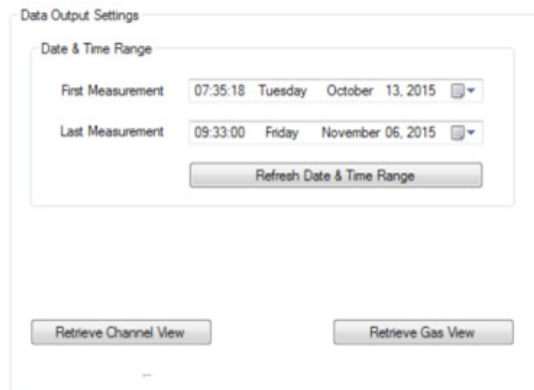 Data Output Settings
Date & Time Range
First Measurement 07:35:18 Tuesday October 13, 2015
Last Measurement 09:33:00 Friday November 06, 2015
Refresh Date & Time Range
Retrieve Channel View Retrieve Gas View